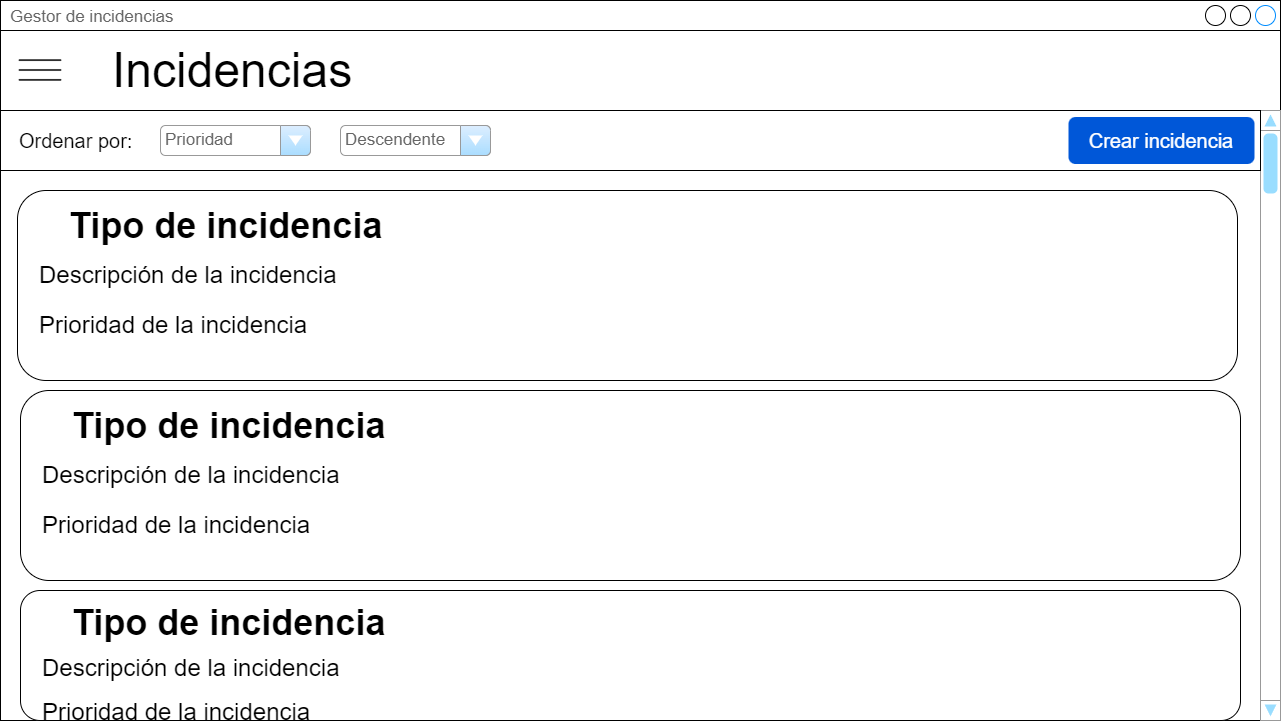 Gestor de incidencias
Incidencias
Ordenar por: Prioridad Descendente Crear incidencia
Tipo de incidencia
Descripción de la incidencia
Prioridad de la incidencia
Tipo de incidencia
Descripción de la incidencia
Prioridad de la incidencia
Tipo de incidencia
Descripción de la incidencia
Prioridad de la incidencia